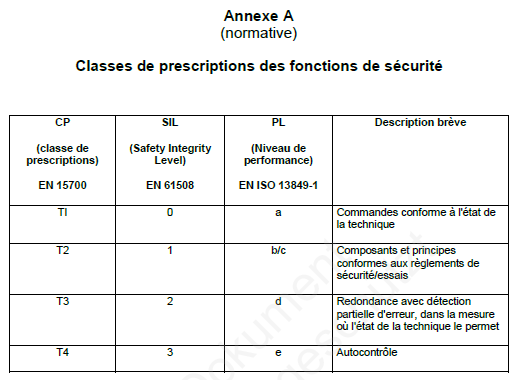 Annexe A
(normative)
Classes de prescriptions des fonctions de sécurité
CP
(classe de
prescriptions)
EN 15700
SIL
(Safety Integrity
Level)
EN 61508
PL
(Niveau de
performance)
EN ISO 13849-1
Description brève
TI
0
a
Commandes conforme à l'état de
la technique
T2
1
b/c
Composants et principes
conformes aux règlements de
sécurité/essais
T3
2
d
Redondance avec détection
partielle d'erreur, dans la mesure
où l'état de la technique le permet
T4
3
e
Autocontrôle